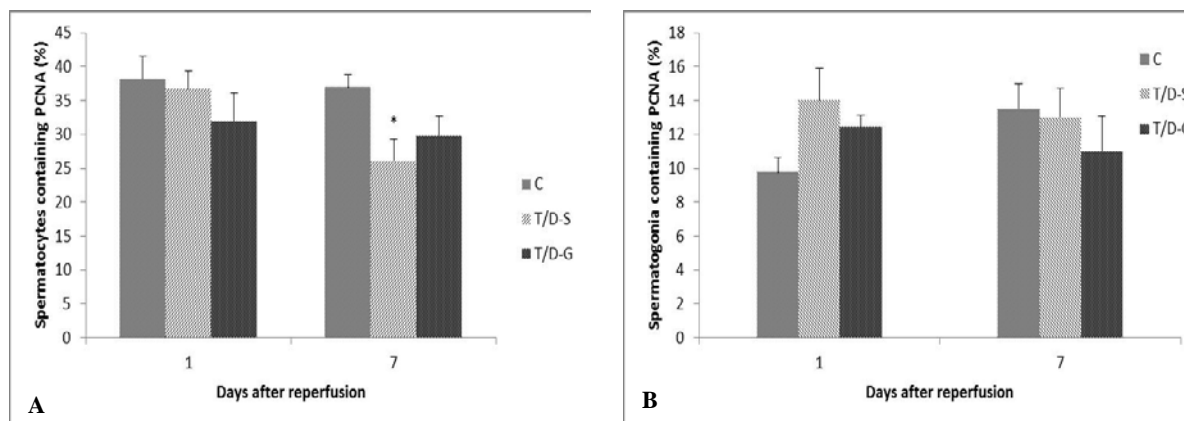 45
40
35
30
25
20
15
10
5
0
Spermatocytes containing PCNA (%)
*
C
T/D-S
T/D-G
1
7
Days after reperfusion
A
18
16
14
12
10
8
6
4
2
0
Spermatogonia containing PCNA (%)
C
T/D-S
1
7
Days after reperfusion
B